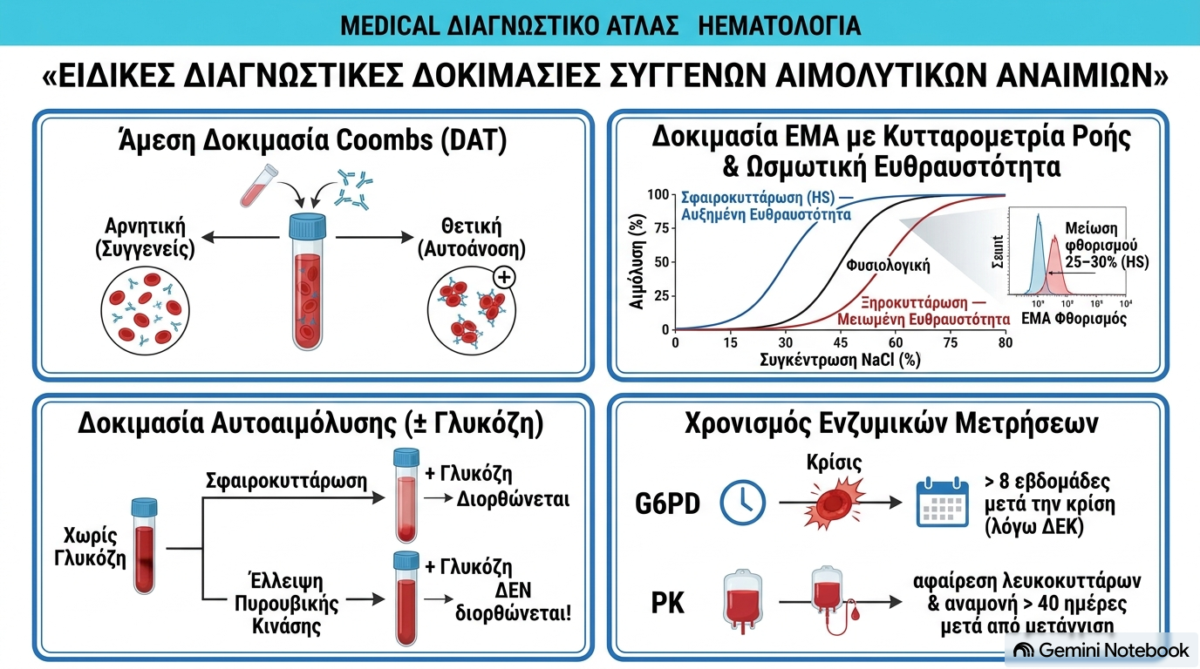 MEDICAL ΔΙΑΓΝΩΣΤΙΚΟ ΑΤΛΑΣ ΗΕΜΑΤΟΛΟΓΙΑ
«ΕΙΔΙΚΕΣ ΔΙΑΓΝΩΣΤΙΚΕΣ ΔΟΚΙΜΑΣΙΕΣ ΣΥΓΓΕΝΩΝ ΑΙΜΟΛΥΤΙΚΩΝ ΑΝΑΙΜΙΩΝ»
Άμεση Δοκιμασία Coombs (DAT)
Αρνητική
(Συγγενείς)
Θετική
(Αυτοάνοση)
+
Δοκιμασία EMA με Κυτταρομετρία Ροής
& Ωσμωτική Ευθραυστότητα
Αιμόλυση (%)
100
75
50
25
0
Σφαιροκυττάρωση (HS) —
Αυξημένη Ευθραυστότητα
Φυσιολογική
Ξηροκυττάρωση —
Μειωμένη Ευθραυστότητα
0 15 30 45 60 75 80
Συγκέντρωση NaCl (%)
Μείωση
φθορισμού
25–30% (HS)
EMA Φθορισμός
Δοκιμασία Αυτοαιμόλυσης (± Γλυκόζη)
Χωρίς
Γλυκόζη
Σφαιροκυττάρωση
+ Γλυκόζη
Διορθώνεται
Έλλειψη
Πυρουβικής
Κινάσης
+ Γλυκόζη
ΔΕΝ
διορθώνεται!
Χρονισμός Ενζυμικών Μετρήσεων
G6PD
Κρίσις
> 8 εβδομάδες
μετά την κρίση
(λόγω ΔΕΚ)
PK
αφαίρεση λευκοκυττάρων
& αναμονή > 40 ημέρες
μετά από μετάγγιση
Gemini Notebook